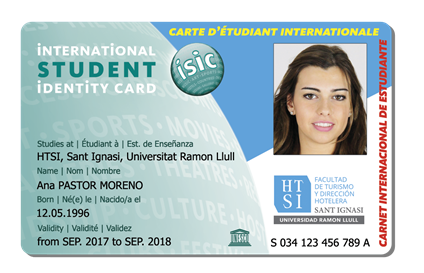 CARTE D'ÉTUDIANT INTERNATIONALE
INTERNATIONAL
STUDENT
IDENTITY CARD
isic
CARNET INTERNACIONAL DE ESTUDIANTE
Studies at | Étudiant à | Est. de Enseñanza
HTSI, Sant Ignasi, Universitat Ramon Llull
Name | Nom | Nombre
Ana PASTOR MORENO
Born | Né(e) le | Nacido/a el
12.05.1996
Validity | Validité | Validez
from SEP. 2017 to SEP. 2018
UNESCO
HT
SI
FACULTAD
DE TURISMO
Y DIRECCIÓN
HOTELERA
SANT IGNASI
UNIVERSIDAD RAMON LLULL
S 034 123 456 789 A